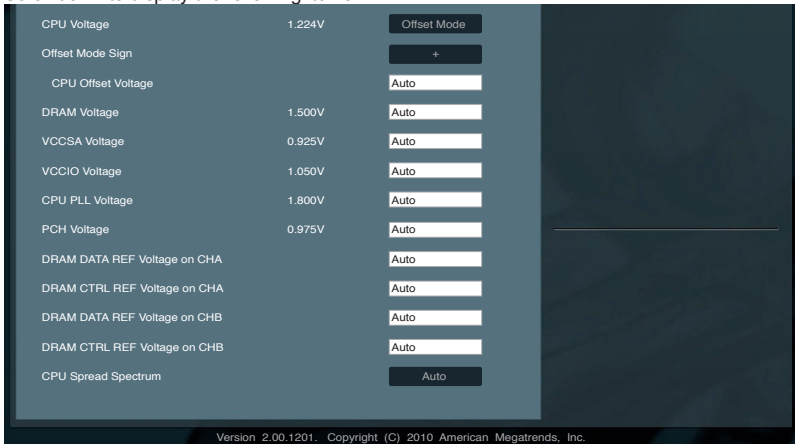 CPU Voltage 1.224V Offset Mode
Offset Mode Sign +
CPU Offset Voltage Auto
DRAM Voltage 1.500V Auto
VCCSA Voltage 0.925V Auto
VCCIO Voltage 1.050V Auto
CPU PLL Voltage 1.800V Auto
PCH Voltage 0.975V Auto
DRAM DATA REF Voltage on CHA Auto
DRAM CTRL REF Voltage on CHA Auto
DRAM DATA REF Voltage on CHB Auto
DRAM CTRL REF Voltage on CHB Auto
CPU Spread Spectrum Auto
Version 2.00.1201. Copyright (C) 2010 American Megatrends, Inc.